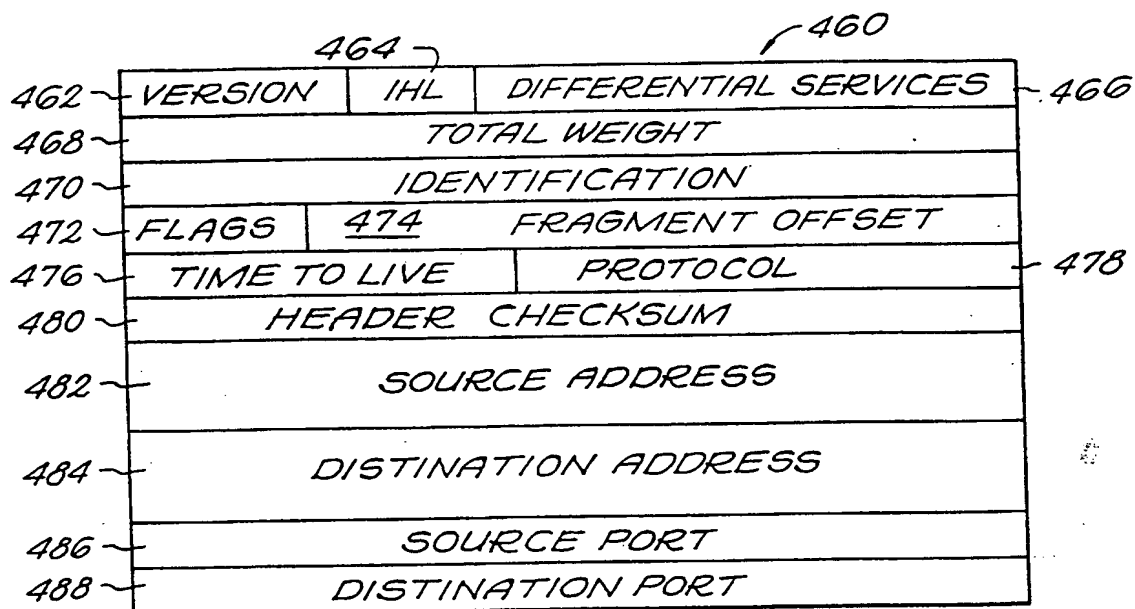 464 460
462 VERSION IHL DIFFERENTIAL SERVICES 466
468 TOTAL WEIGHT
470 IDENTIFICATION
472 FLAGS 474 FRAGMENT OFFSET
476 TIME TO LIVE PROTOCOL 478
480 HEADER CHECKSUM
482 SOURCE ADDRESS
484 DISTINATION ADDRESS
486 SOURCE PORT
488 DISTINATION PORT